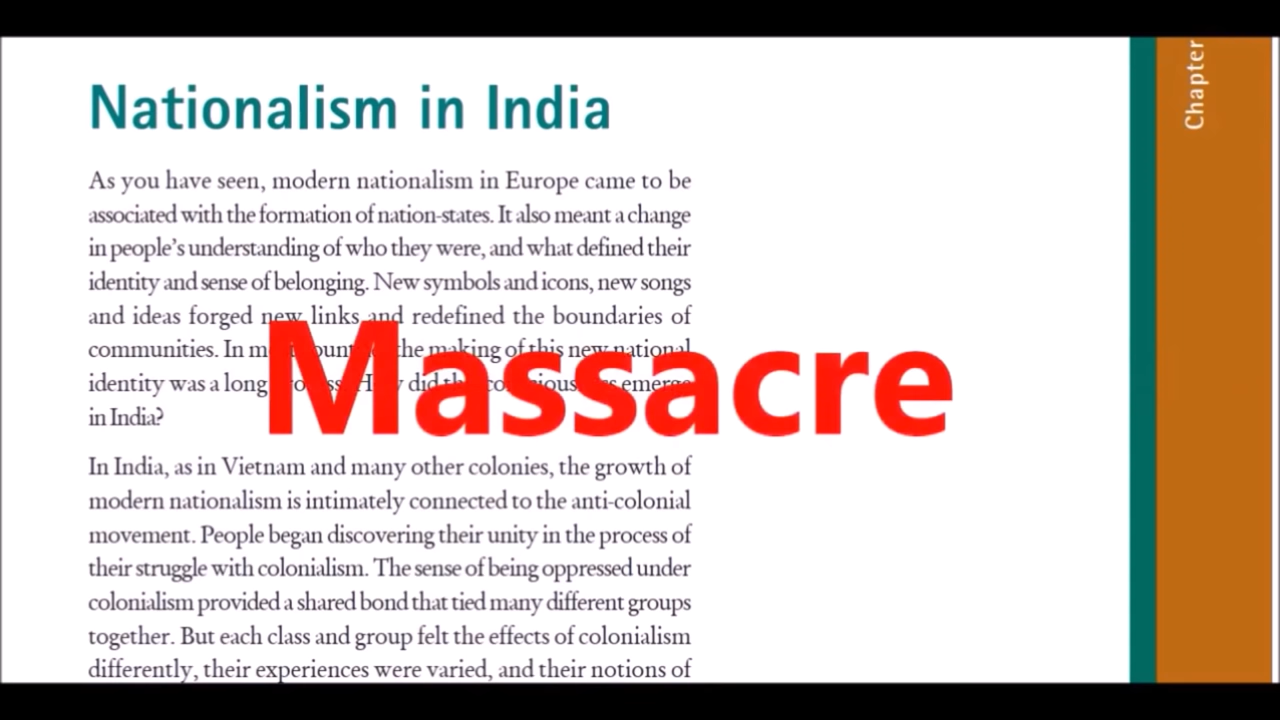 Nationalism in India
As you have seen, modern nationalism in Europe came to be
associated with the formation of nation-states. It also meant a change
in people's understanding of who they were, and what defined their
identity and sense of belonging. New symbols and icons, new songs
and ideas forged new links and redefined the boundaries of
communities. In the making of this new national
identity was a long did emerge
in India?
Massacre
In India, as in Vietnam and many other colonies, the growth of
modern nationalism is intimately connected to the anti-colonial
movement. People began discovering their unity in the process of
their struggle with colonialism. The sense of being oppressed under
colonialism provided a shared bond that tied many different groups
together. But each class and group felt the effects of colonialism
differently, their experiences were varied, and their notions of
Chapter